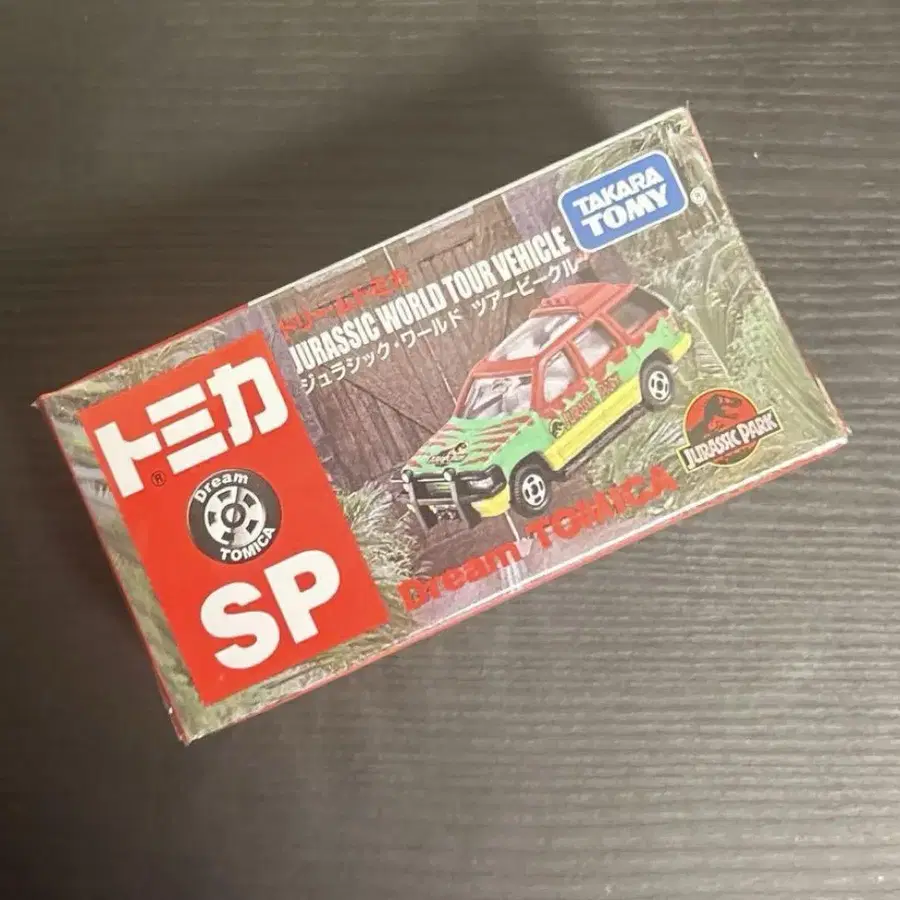 TAKARA
TOMY
ドリームトミカ
JURASSIC WORLD TOUR VEHICLE
ジュラシック・ワールド ツアービークル
トミカ
®
Dream
TOMICA
SP
JURASSIC PARK
JURASSIC PARK
Dream TOMICA